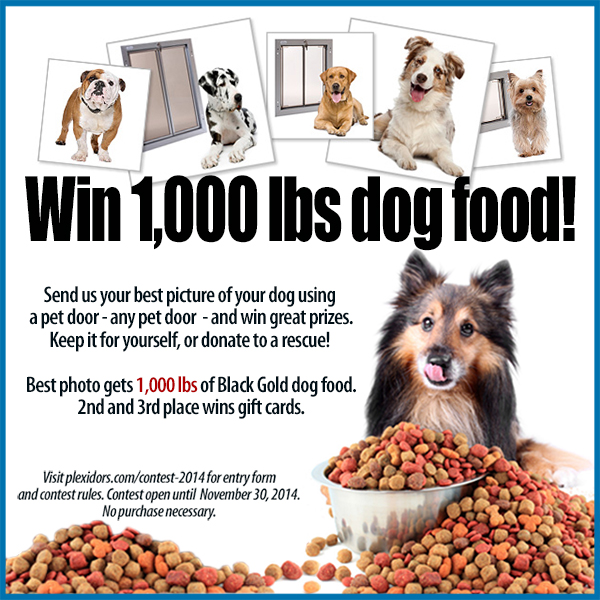 Win 1,000 lbs dog food!
Send us your best picture of your dog using
a pet door - any pet door - and win great prizes.
Keep it for yourself, or donate to a rescue!
Best photo gets 1,000 lbs of Black Gold dog food.
2nd and 3rd place wins gift cards.
Visit plexidors.com/contest-2014 for entry form
and contest rules. Contest open until November 30, 2014.
No purchase necessary.